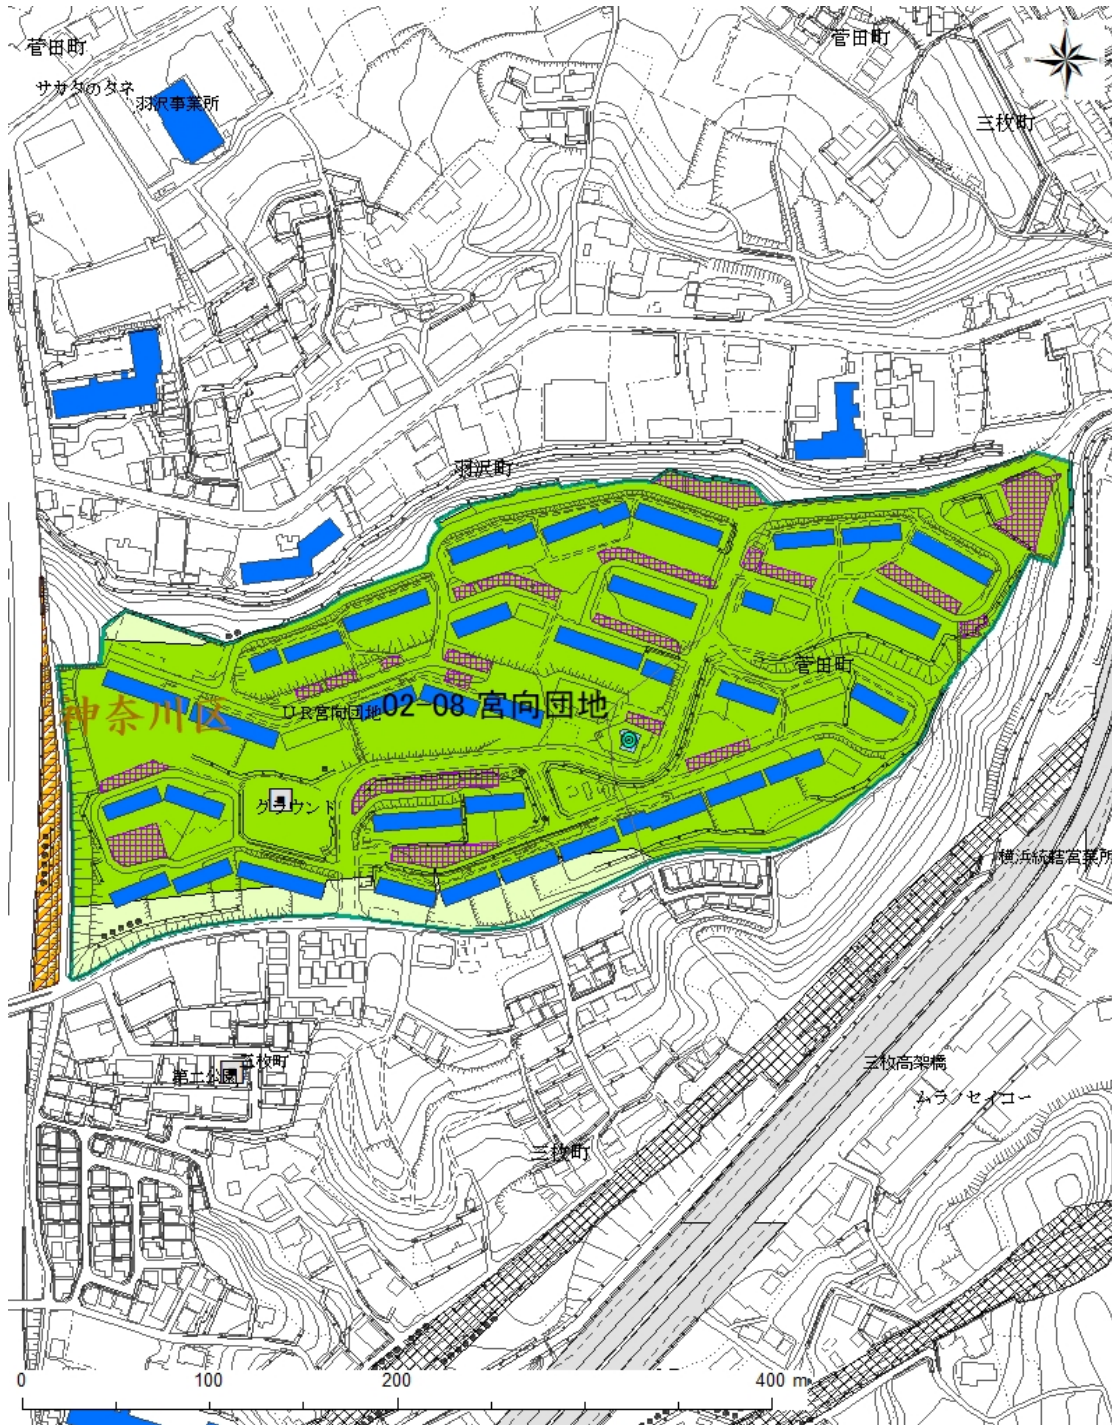 菅田町
菅田町
サカタのタネ
羽沢事業所
三枚町
羽沢町
菅田町
神奈川区
UR宮向団地
02-08 宮向団地
グラウンド
横浜統轄営業所
三枚町
第二公園
三枚高架橋
ムラノセイコー
三枚町
0
100
200
400 m